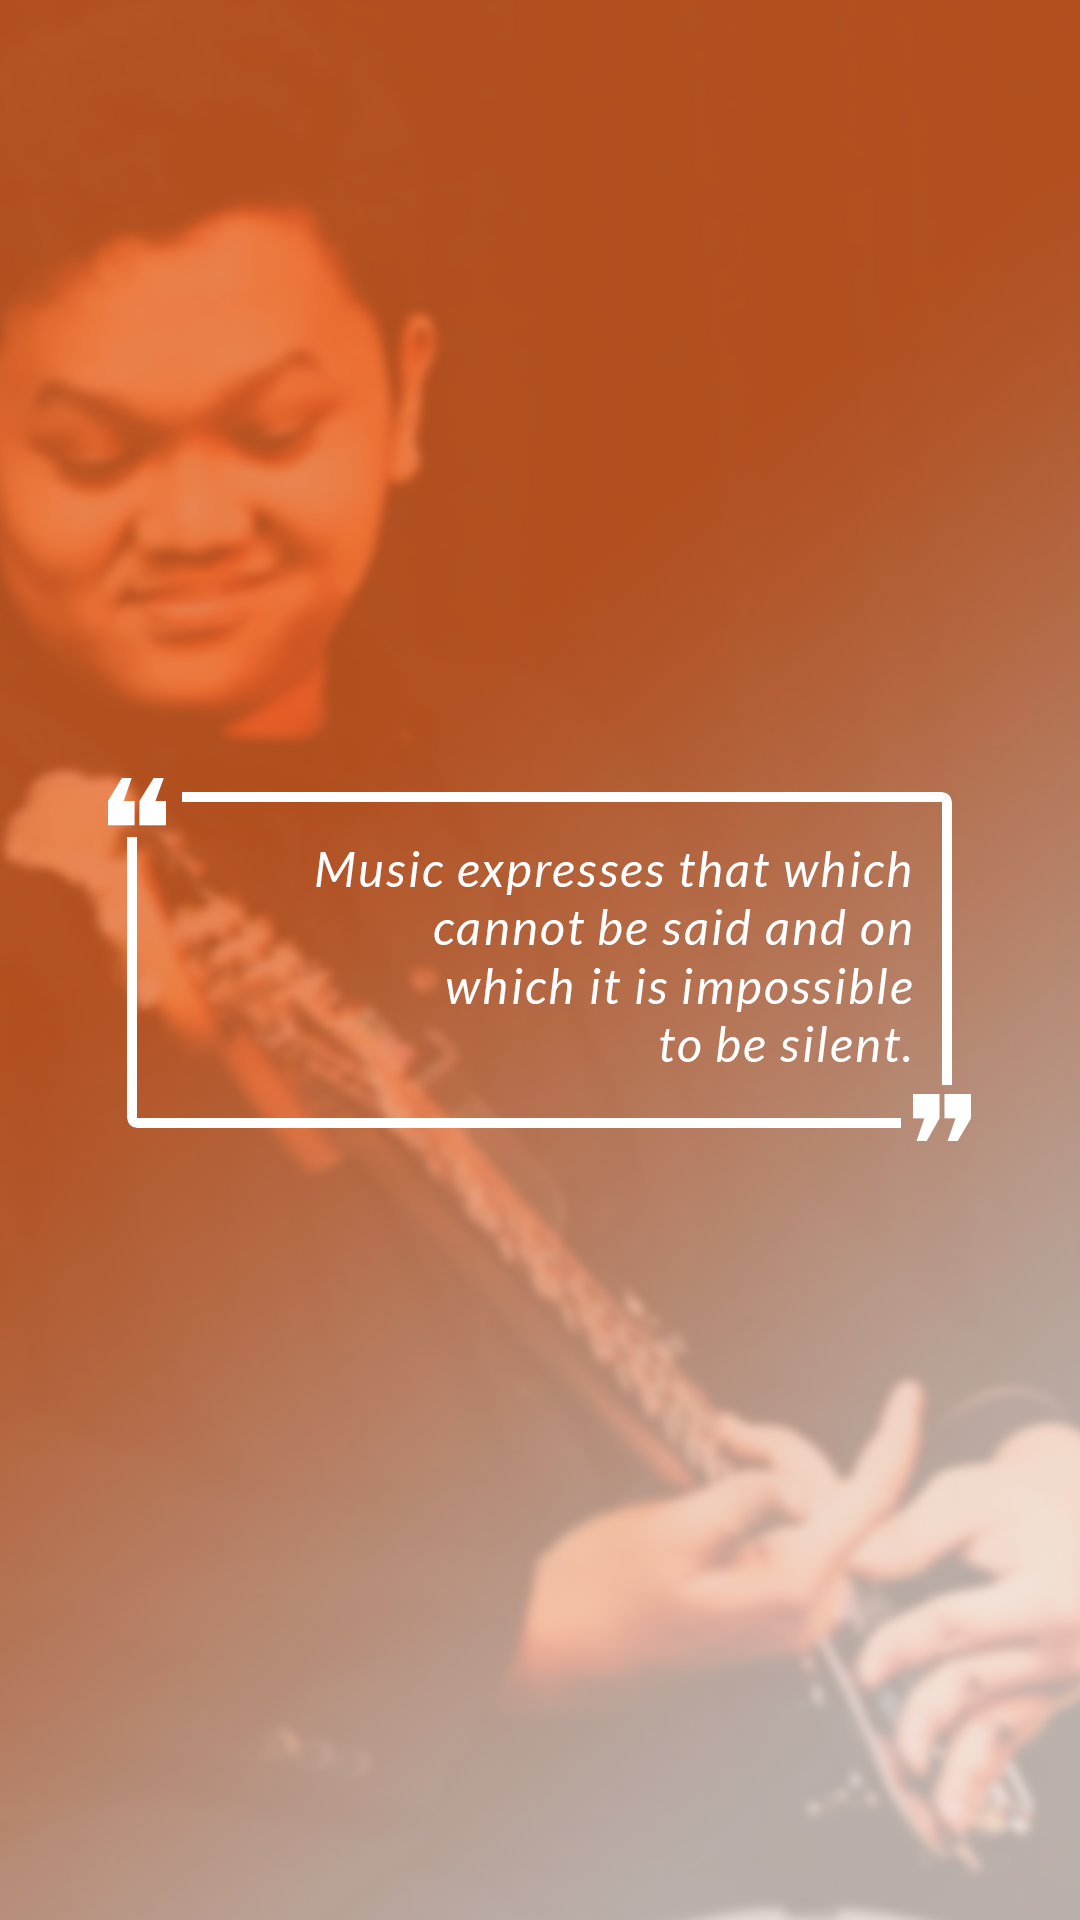 “
Music expresses that which
cannot be said and on
which it is impossible
to be silent.
”